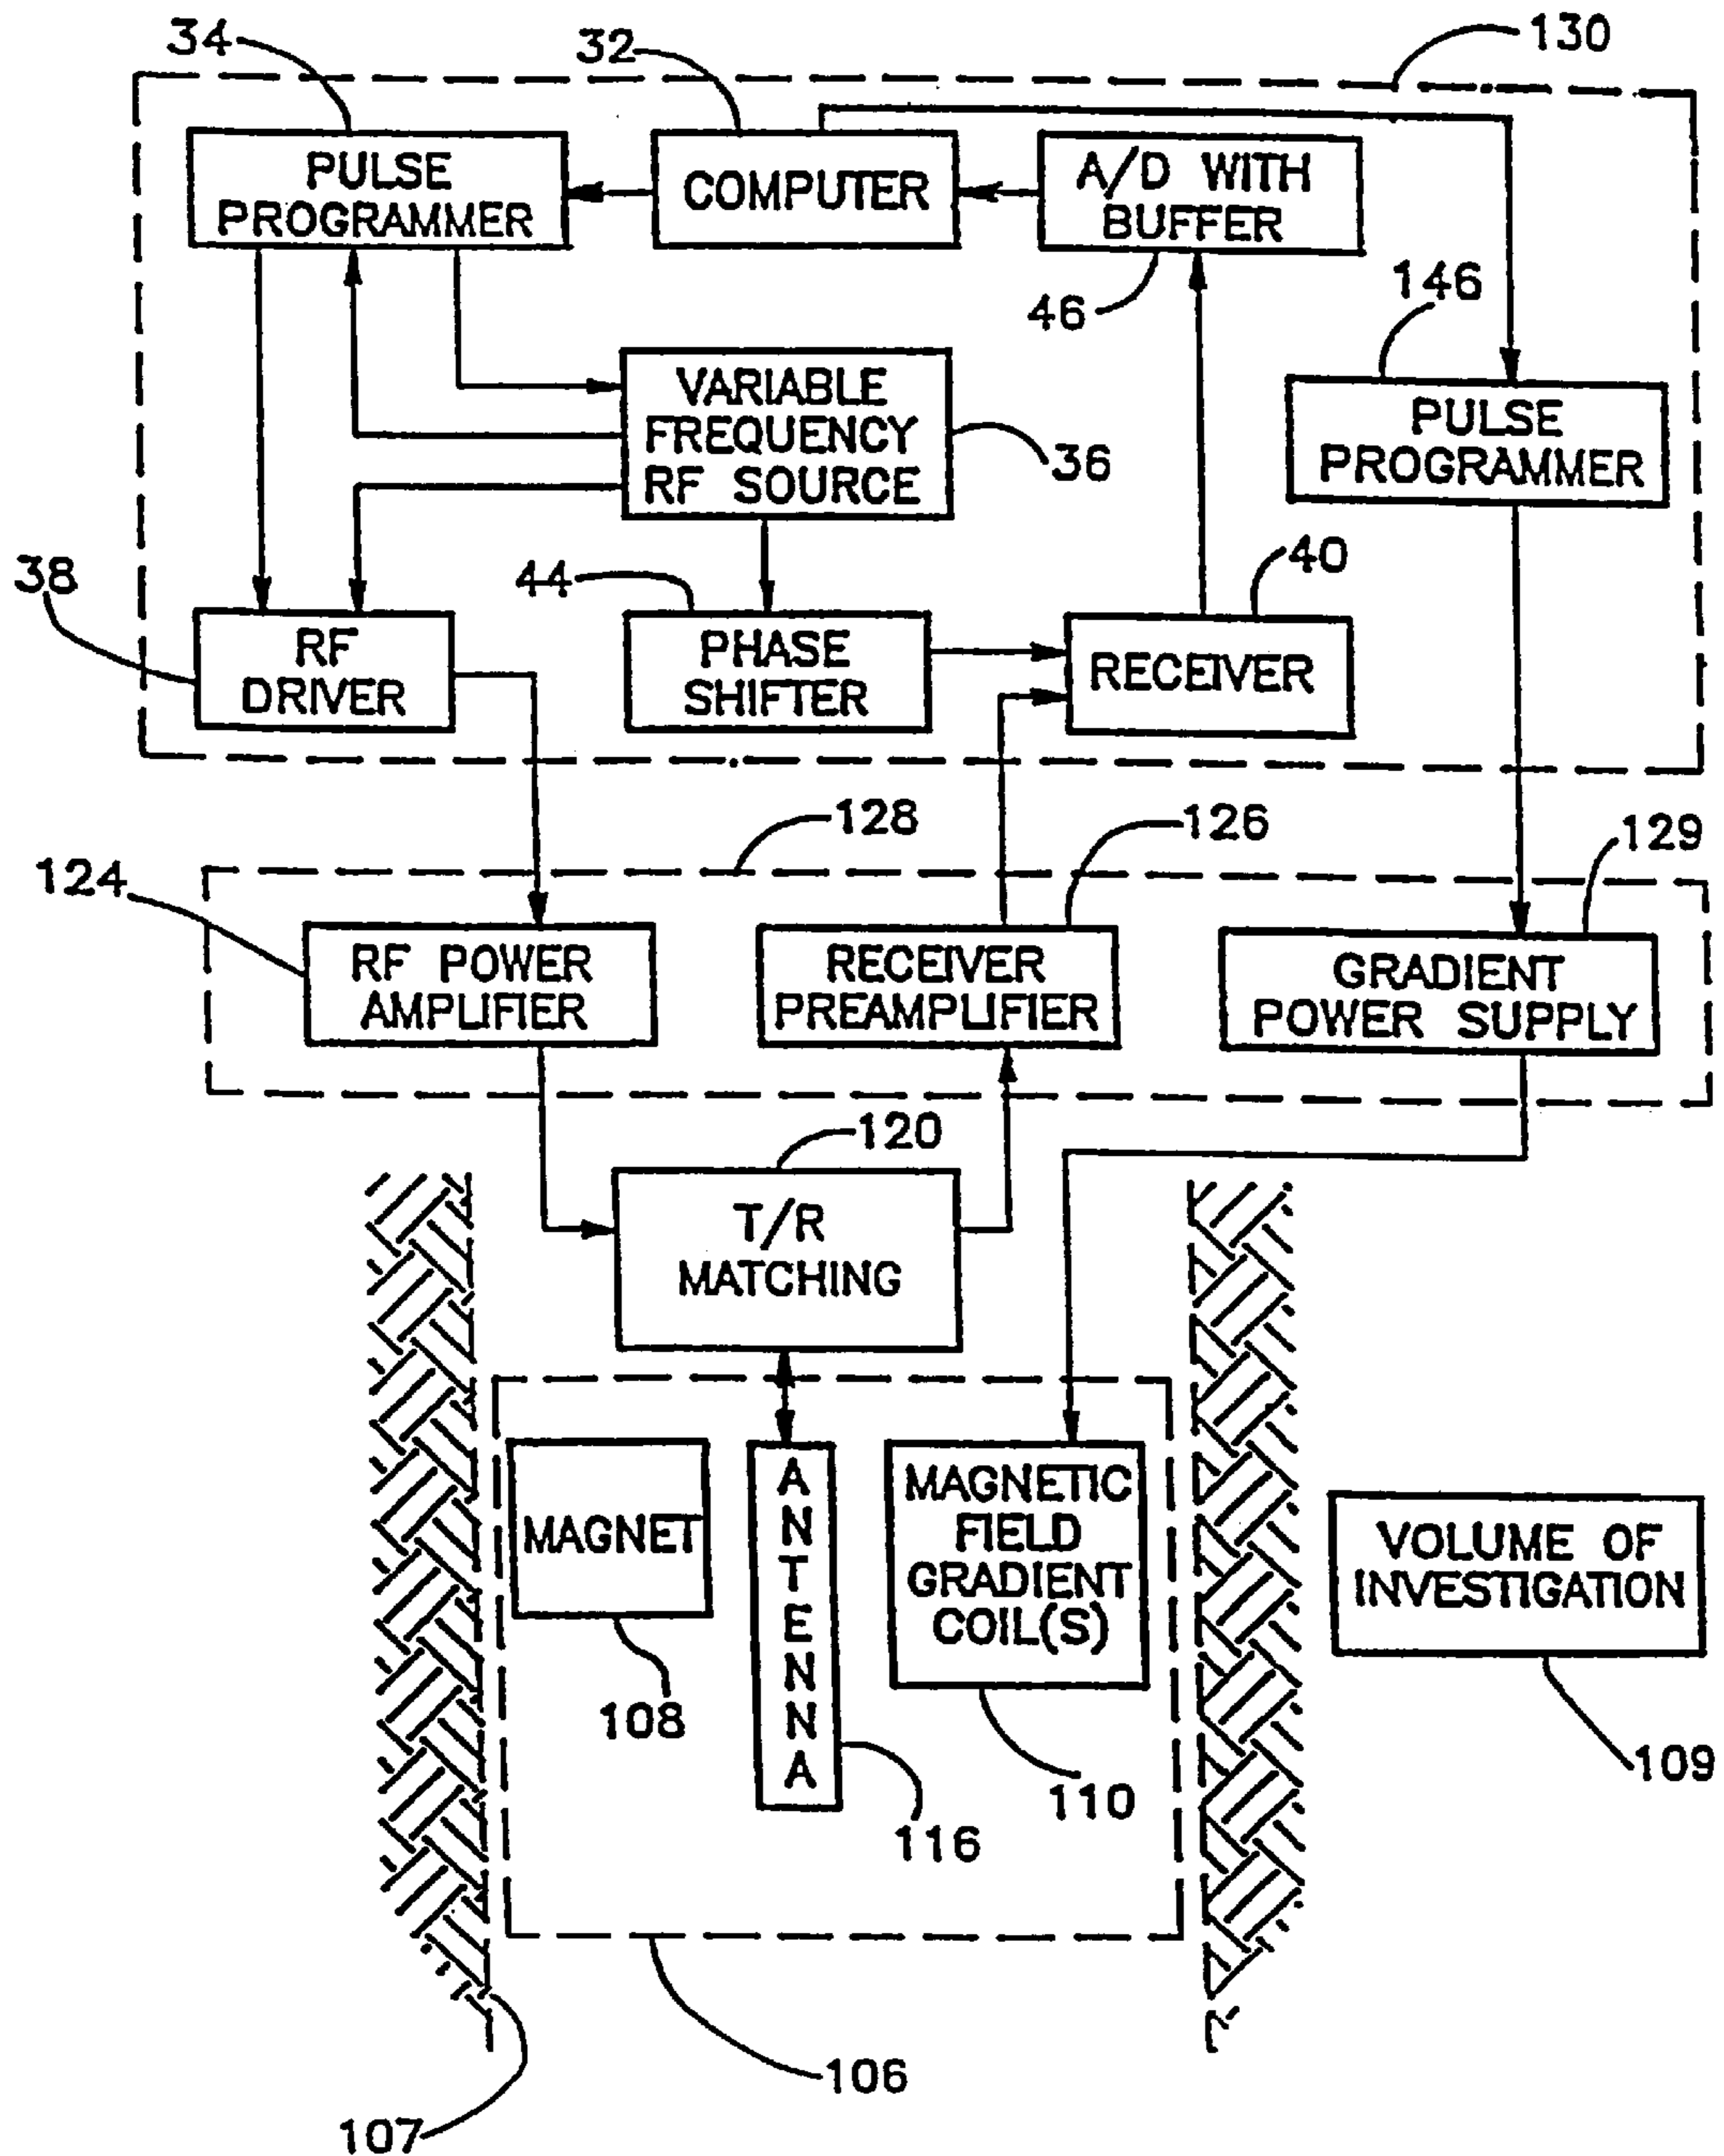 34
32
130
PULSE
PROGRAMMER
COMPUTER
A/D WITH
BUFFER
46
146
VARIABLE
FREQUENCY
RF SOURCE
36
PULSE
PROGRAMMER
38
44
40
RF
DRIVER
PHASE
SHIFTER
RECEIVER
124
128
126
129
RF POWER
AMPLIFIER
RECEIVER
PREAMPLIFIER
GRADIENT
POWER SUPPLY
120
T/R
MATCHING
MAGNET
ANTENNA
MAGNETIC
FIELD
GRADIENT
COIL(S)
VOLUME OF
INVESTIGATION
108
116
110
109
106
107